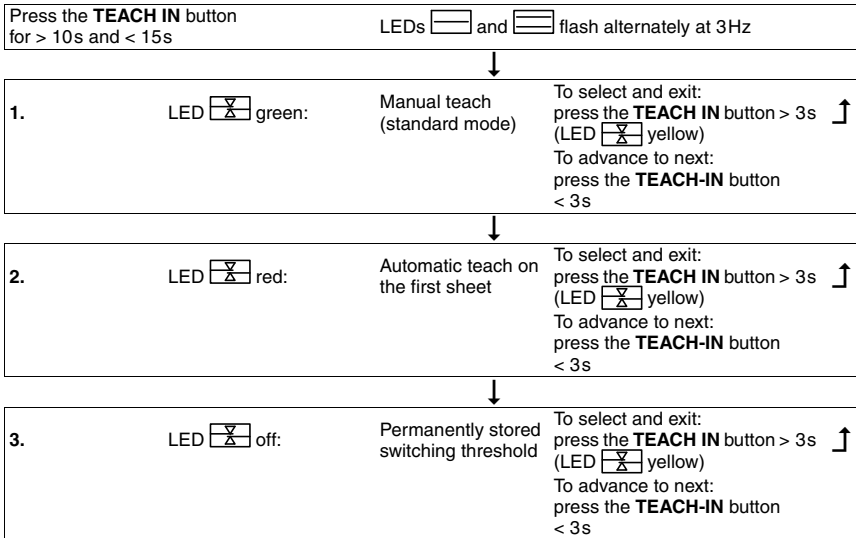 Press the TEACH IN button
for > 10s and < 15s
LEDs and flash alternately at 3Hz
1.
LED green:
Manual teach
(standard mode)
To select and exit:
press the TEACH IN button > 3s
(LED yellow)
To advance to next:
press the TEACH-IN button
< 3s
2.
LED red:
Automatic teach on
the first sheet
To select and exit:
press the TEACH IN button > 3s
(LED yellow)
To advance to next:
press the TEACH-IN button
< 3s
3.
LED off:
Permanently stored
switching threshold
To select and exit:
press the TEACH IN button > 3s
(LED yellow)
To advance to next:
press the TEACH-IN button
< 3s